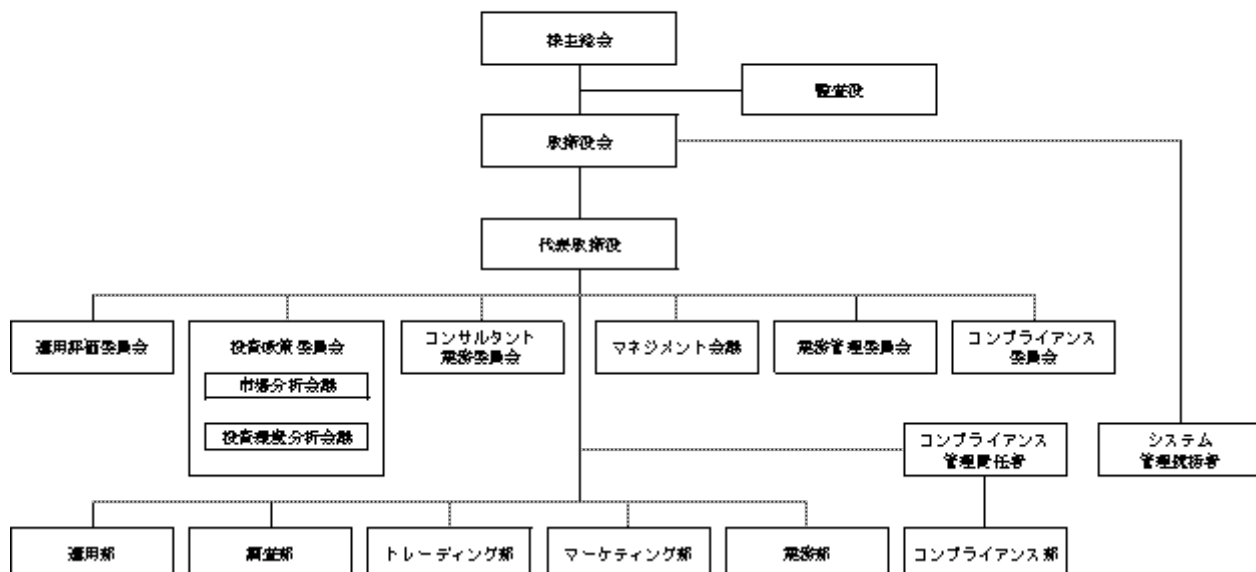 株主総会
監査役
取締役会
代表取締役
運用評価委員会
投資政策委員会
市場分析会議
投資環境分析会議
コンサルタント
業務委員会
マネジメント会議
業務管理委員会
コンプライアンス
委員会
コンプライアンス
管理責任者
システム
管理統括者
運用部
調査部
トレーディング部
マーケティング部
業務部
コンプライアンス部